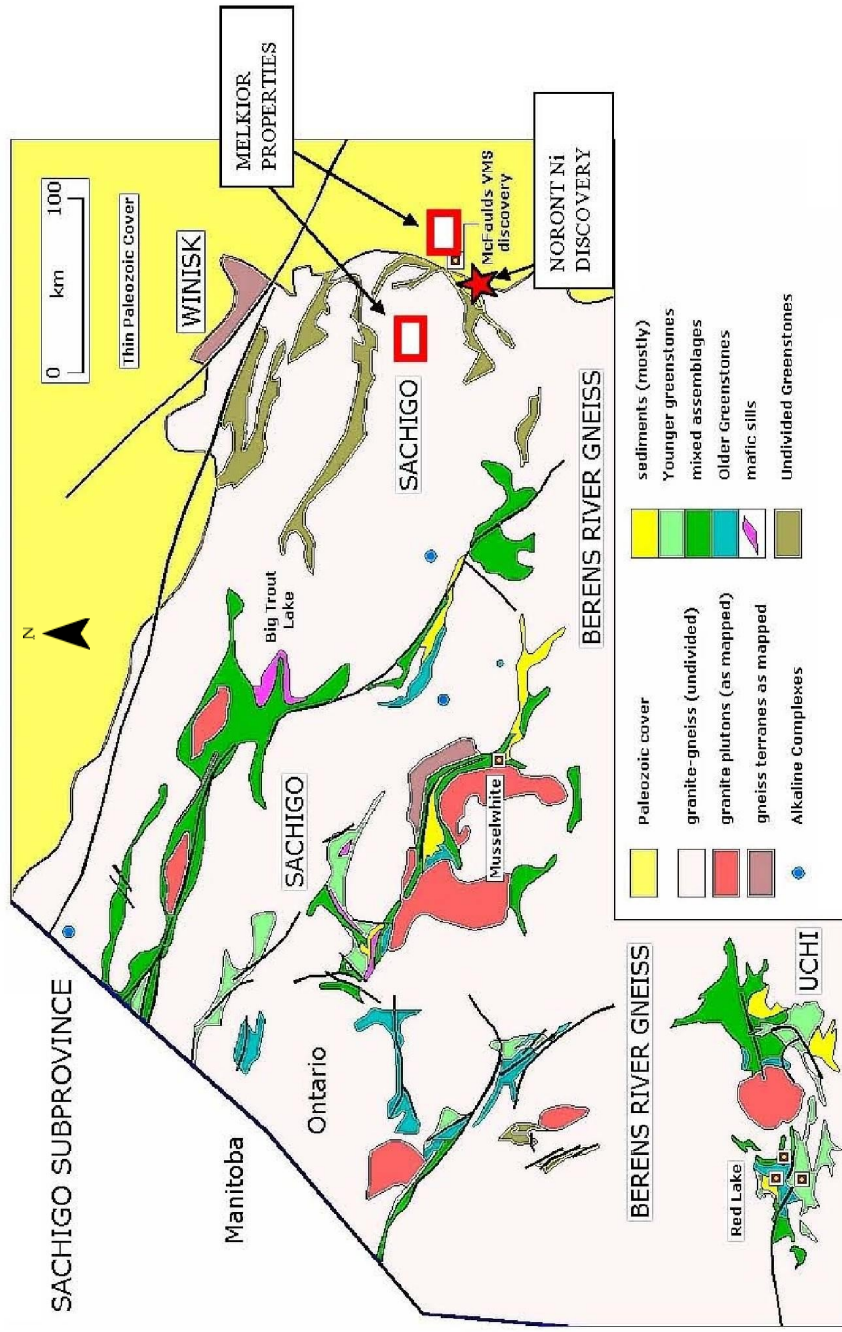 SACHIGO SUBPROVINCE
Manitoba
Ontario
N
0
km
100
Thin Paleozoic Cover
WINISK
MELKIOR
PROPERTIES
Big Trout
Lake
SACHIGO
SACHIGO
McFaulds VMS
discovery
NORONT Ni
DISCOVERY
Musselwhite
BERENS RIVER GNEISS
BERENS RIVER GNEISS
Red Lake
UCHI
Paleozoic cover
granite-gneiss (undivided)
granite plutons (as mapped)
gneiss terranes as mapped
Alkaline Complexes
sediments (mostly)
Younger greenstones
mixed assemblages
Older Greenstones
mafic sills
Undivided Greenstones